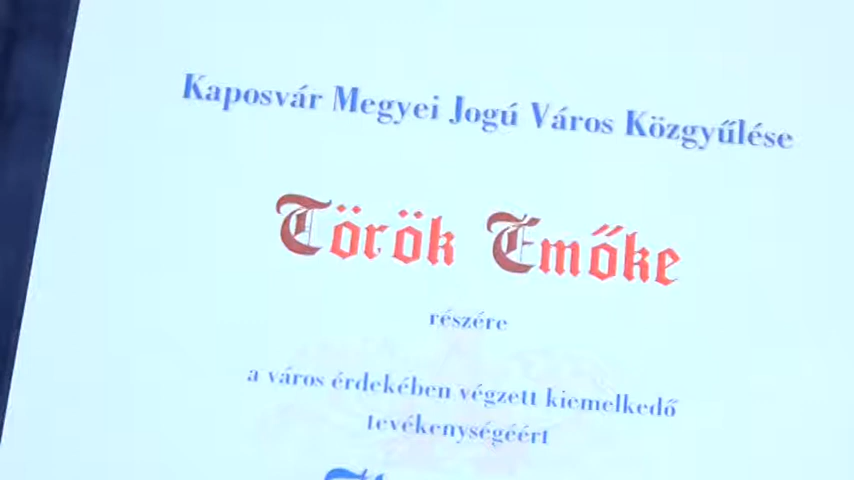 Kaposvár Megyei Jogú Város Közgyűlése
Török Emőke
részére
a város érdekében végzett kiemelkedő
tevékenységéért